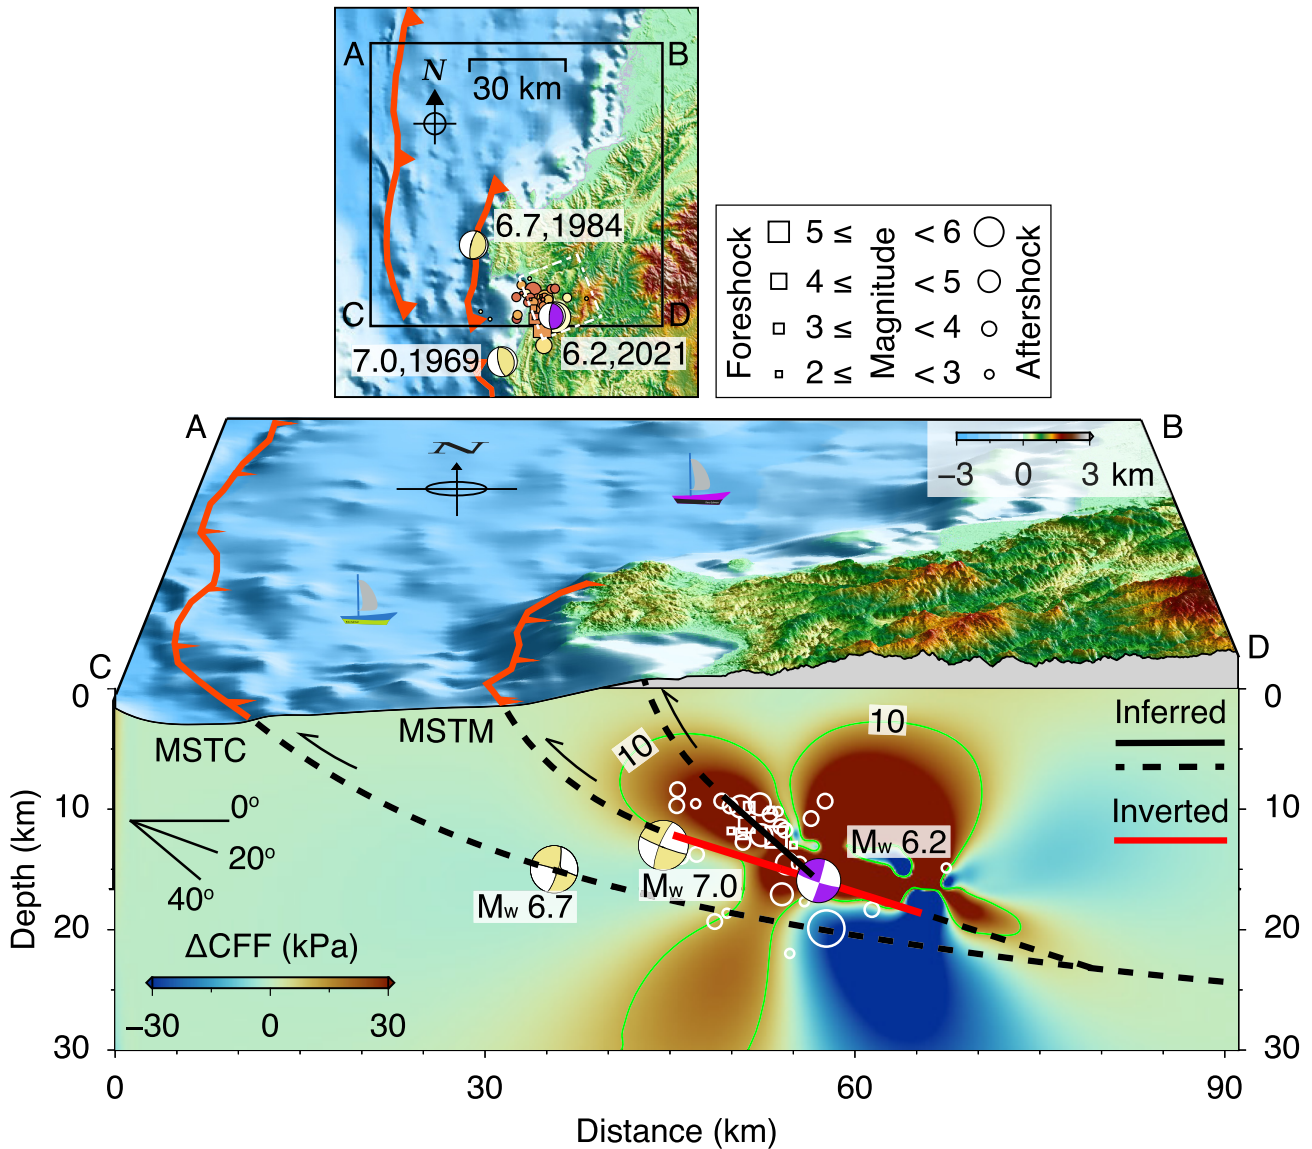 A
B
N
30 km
6.7,1984
C
D
7.0,1969
6.2,2021
Foreshock
Magnitude
Aftershock
5 ≤ < 6
4 ≤ < 5
3 ≤ < 4
2 ≤ < 3
A
B
N
−3 0 3 km
C
D
0
0
MSTC
MSTM
10
10
Inferred
Inverted
10
10
0°
20°
40°
Mw 6.2
Mw 7.0
Mw 6.7
20
20
ΔCFF (kPa)
−30 0 30
30
30
Depth (km)
0 30 60 90
Distance (km)